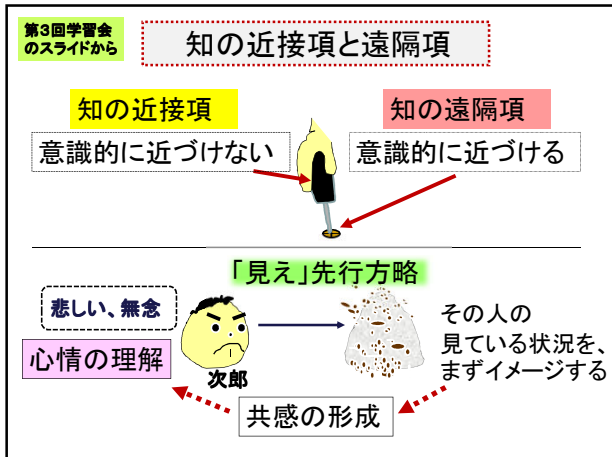 第3回学習会
のスライドから
知の近接項と遠隔項
知の近接項
知の遠隔項
意識的に近づけない
意識的に近づける
「見え」先行方略
悲しい、無念
心情の理解
次郎
その人の
見ている状況を、
まずイメージする
共感の形成